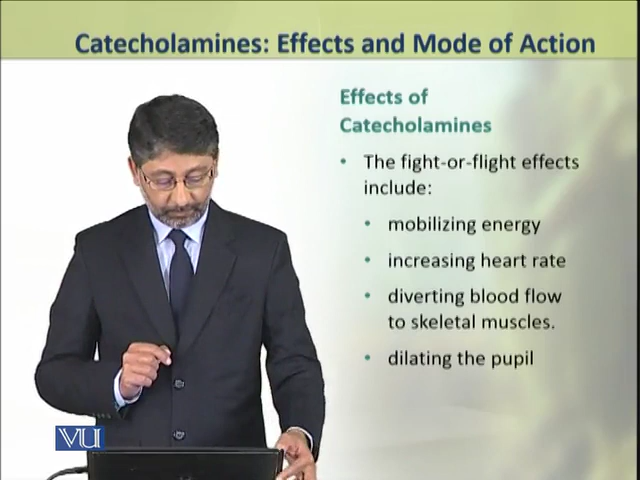 Catecholamines: Effects and Mode of Action
Effects of
Catecholamines
• The fight-or-flight effects
include:
• mobilizing energy
• increasing heart rate
• diverting blood flow
to skeletal muscles.
• dilating the pupil
VU